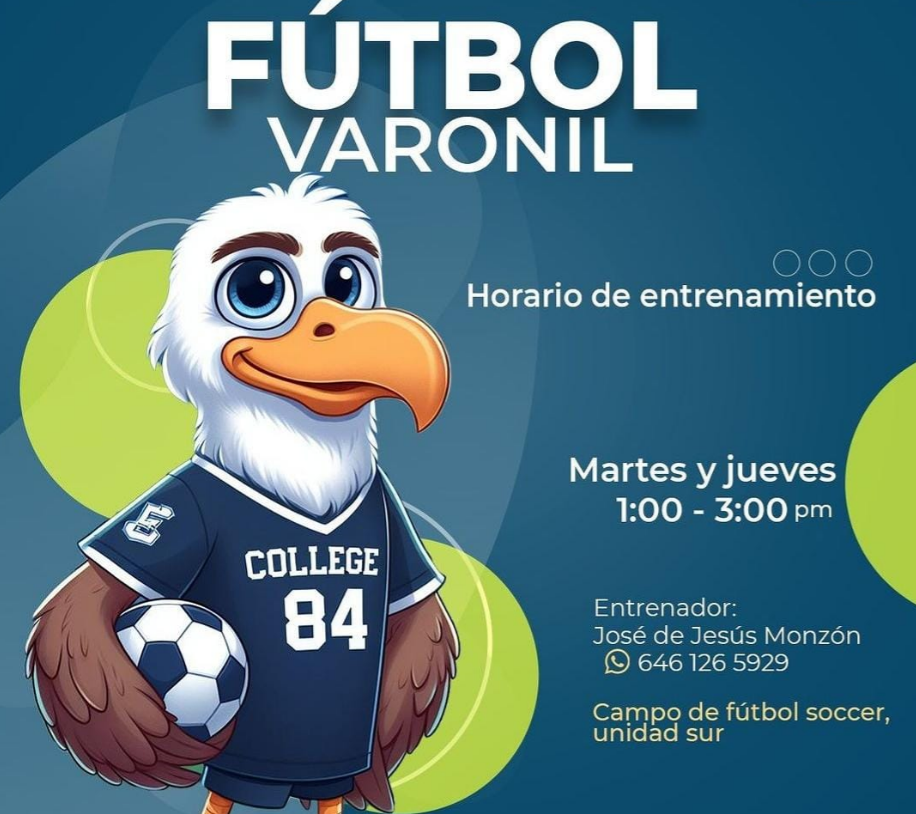 FÚTBOL
VARONIL
Horario de entrenamiento
Martes y jueves
1:00 - 3:00 pm
COLLEGE
84
Entrenador:
José de Jesús Monzón
646 126 5929
Campo de fútbol soccer,
unidad sur